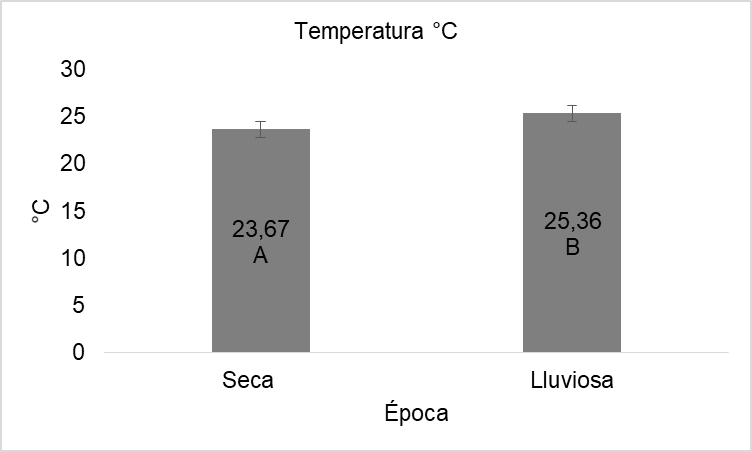 Temperatura °C
30
25
20
15
10
5
0
°C
23,67
A
25,36
B
Seca
Lluviosa
Época